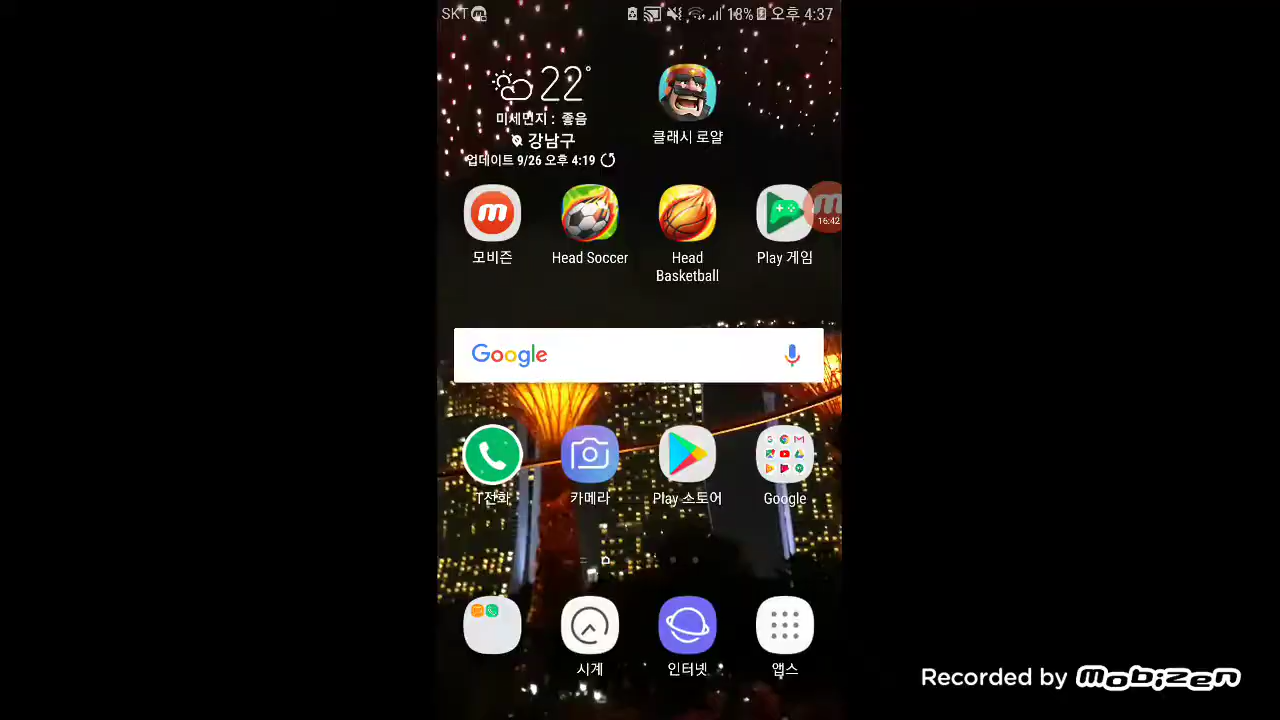 SKT 18% 오후 4:37
22°
미세먼지 : 좋음
강남구
업데이트 9/26 오후 4:19
클래시 로얄
모비즌
Head Soccer
Head
Basketball
Play 게임
16:42
Google
T전화
카메라
Play 스토어
Google
시계
인터넷
앱스
Recorded by mobizen